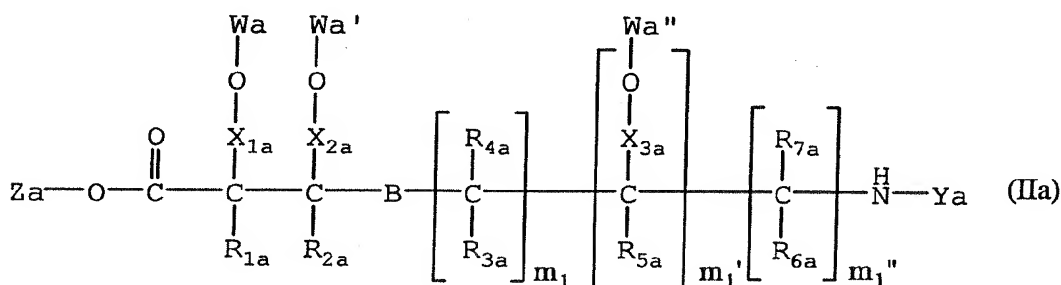 Wa Wa' Wa"
O O O
O X1a X2a R4a X3a R7a
Za—O—C—C—C—B—C—C—C—N—Ya (IIa)
H
R1a R2a R3a R5a R6a
m1 m1' m1"